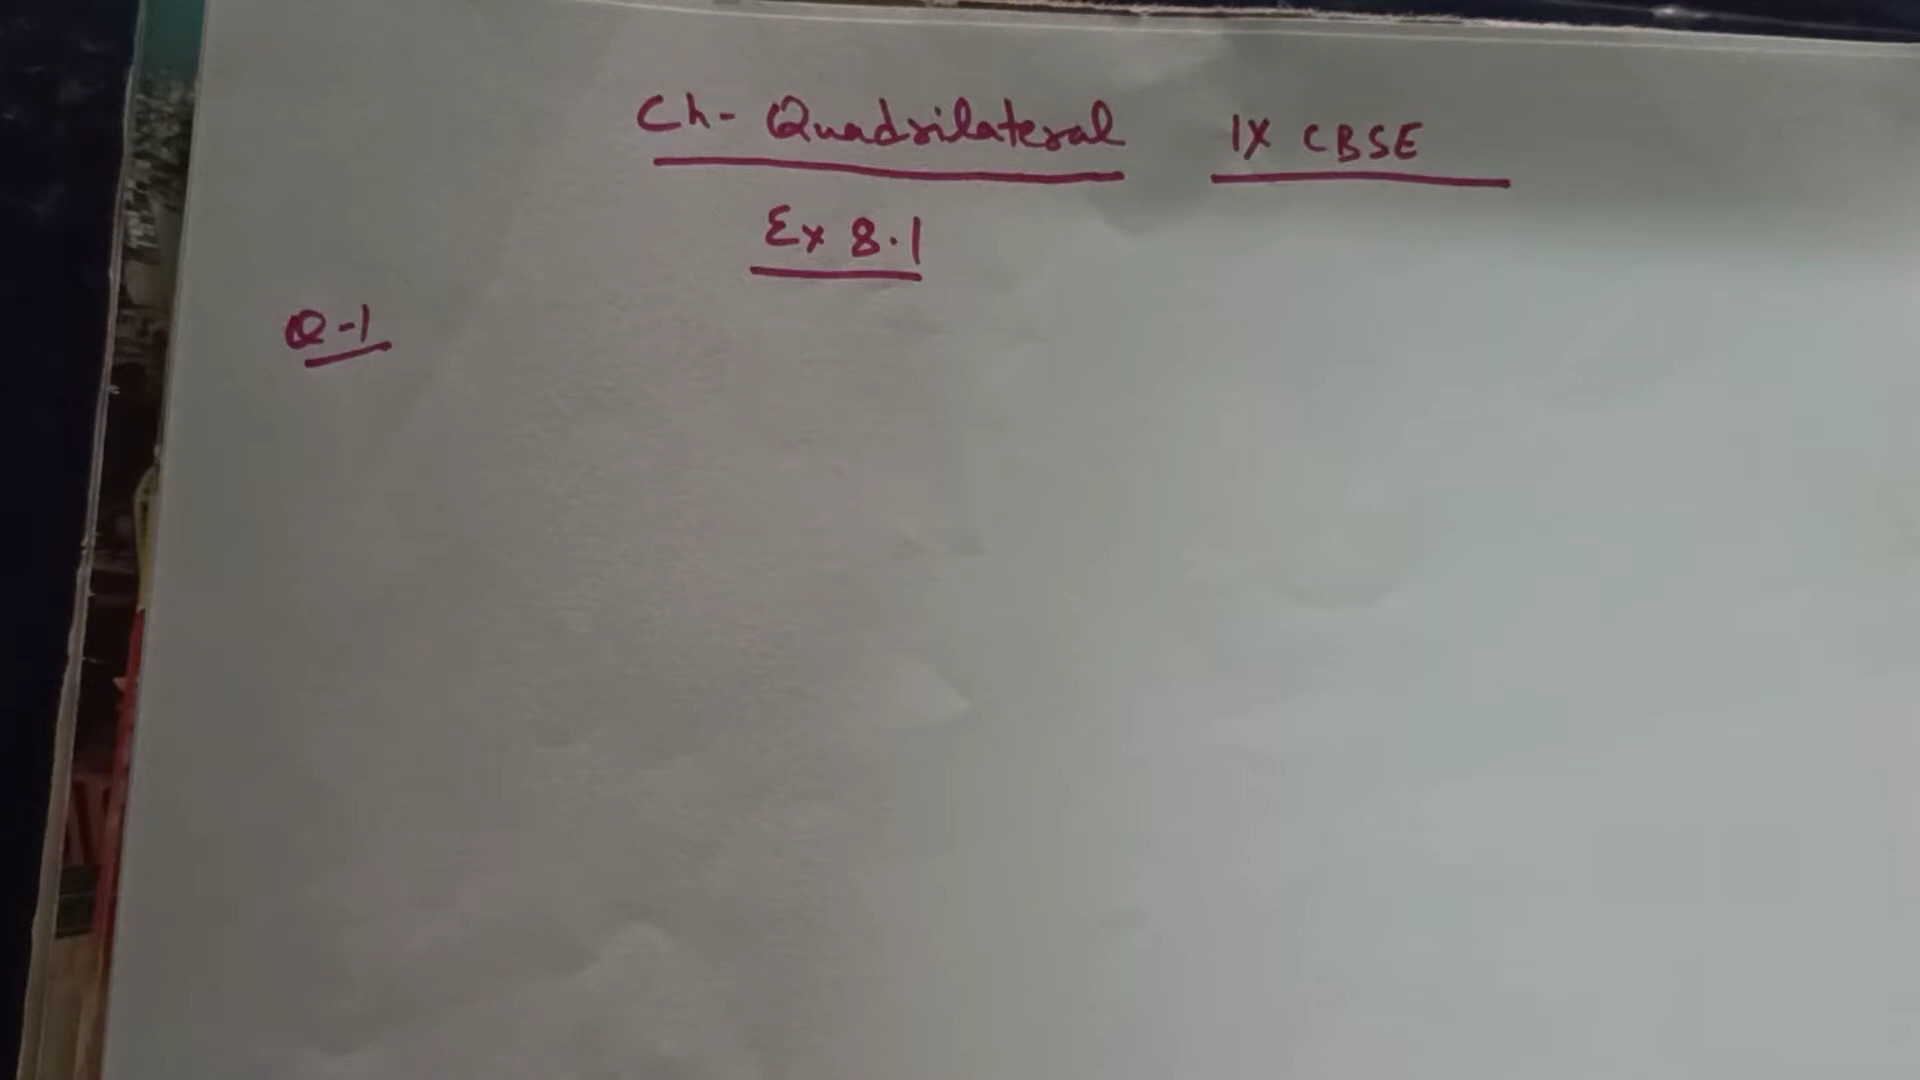 Ch- Quadrilateral IX CBSE
Ex 8.1
Q-1